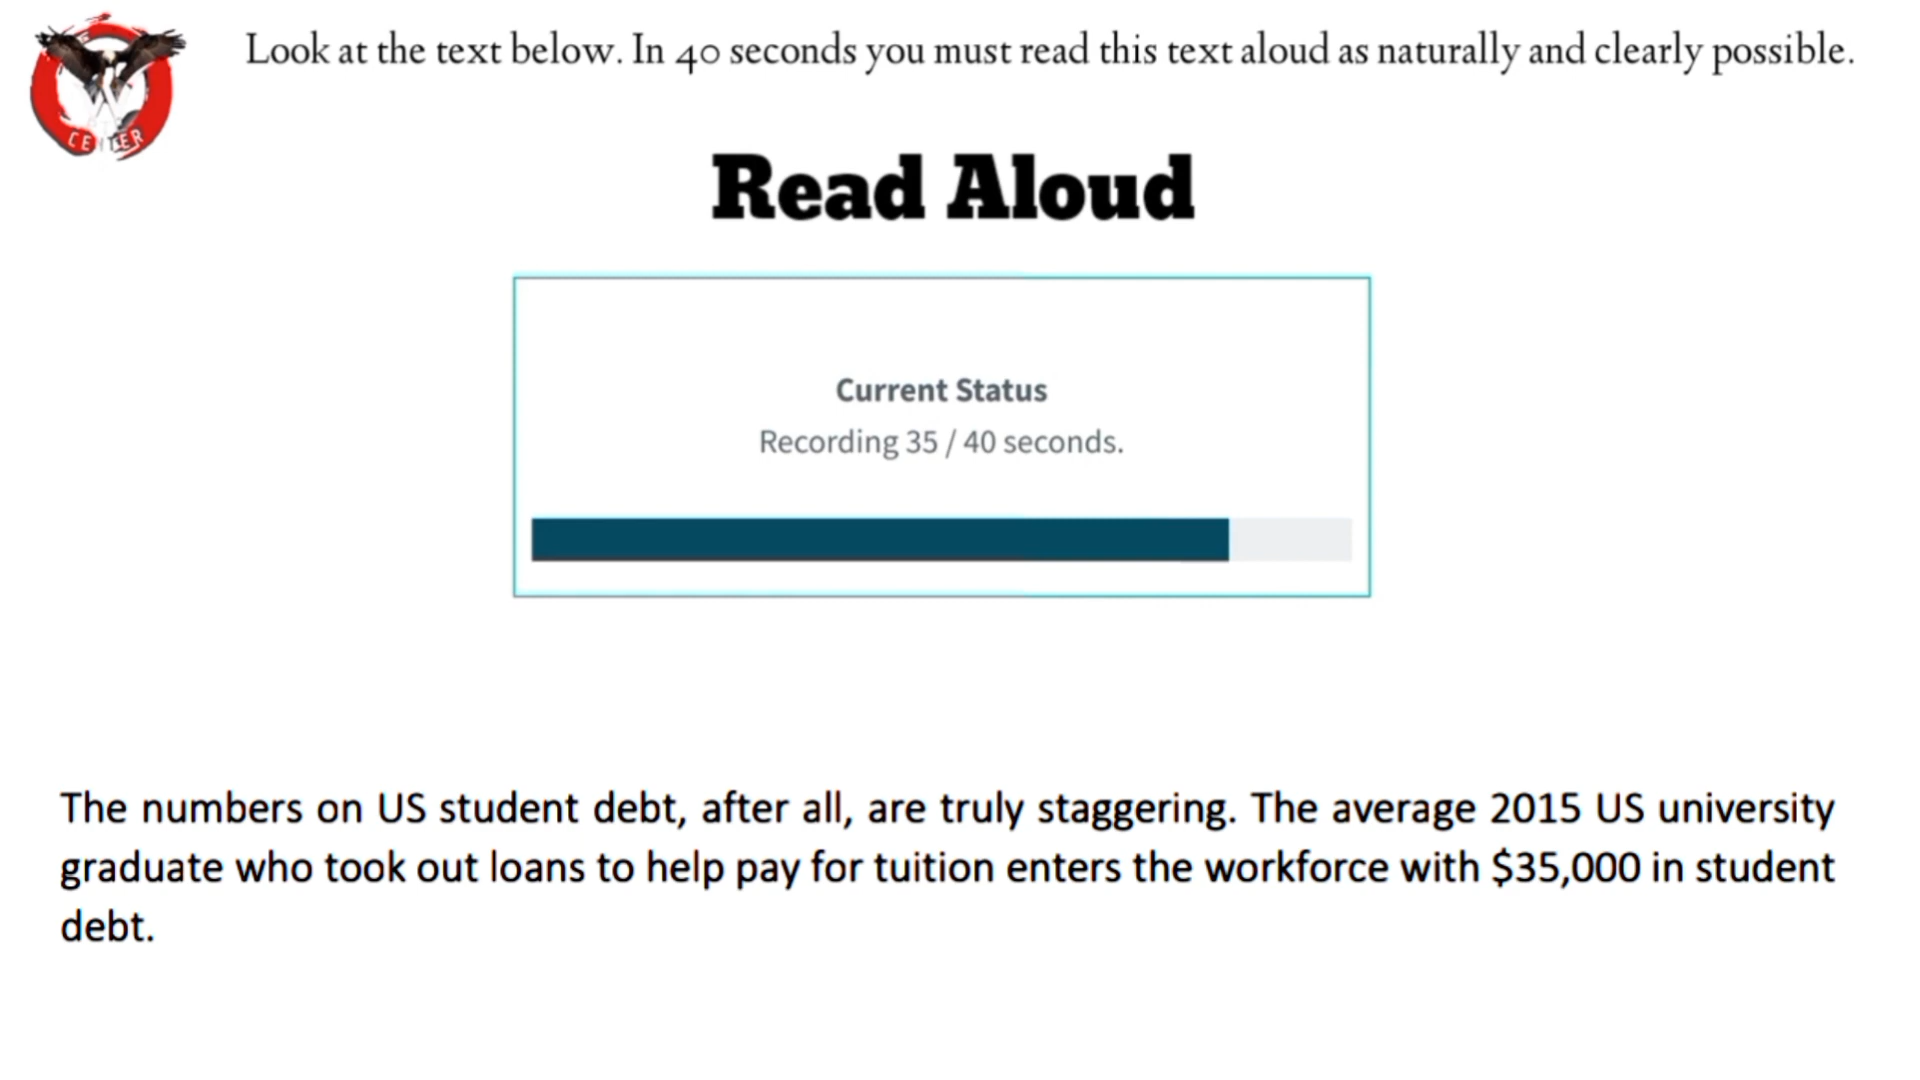 Look at the text below. In 40 seconds you must read this text aloud as naturally and clearly possible.
CENTER
Read Aloud
Current Status
Recording 35 / 40 seconds.
The numbers on US student debt, after all, are truly staggering. The average 2015 US university
graduate who took out loans to help pay for tuition enters the workforce with $35,000 in student
debt.